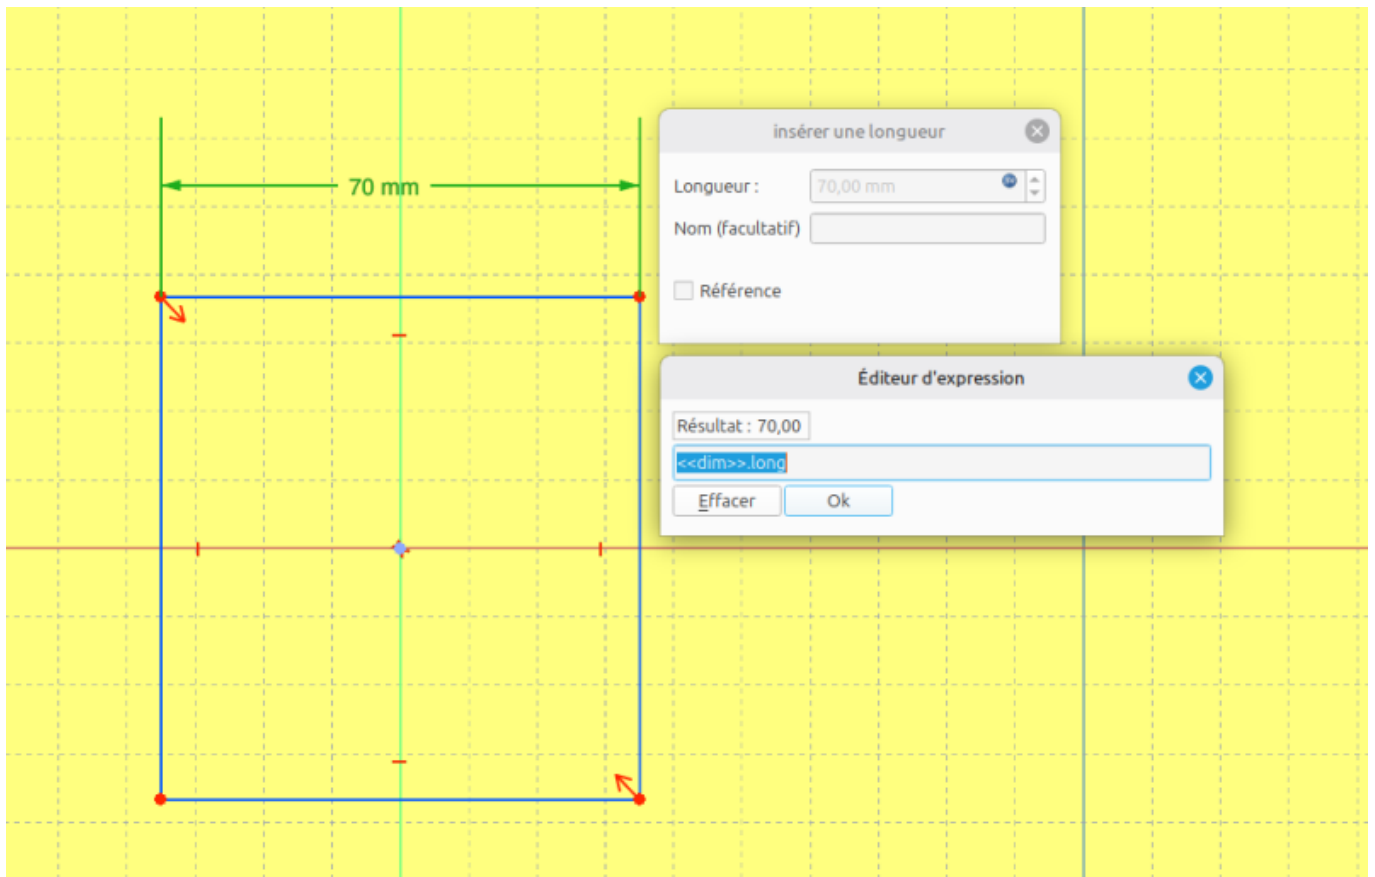 70 mm
insérer une longueur
Longueur :
70,00 mm
Nom (facultatif)
Référence
Éditeur d'expression
Résultat : 70,00
<<dim>>.long
Effacer
Ok